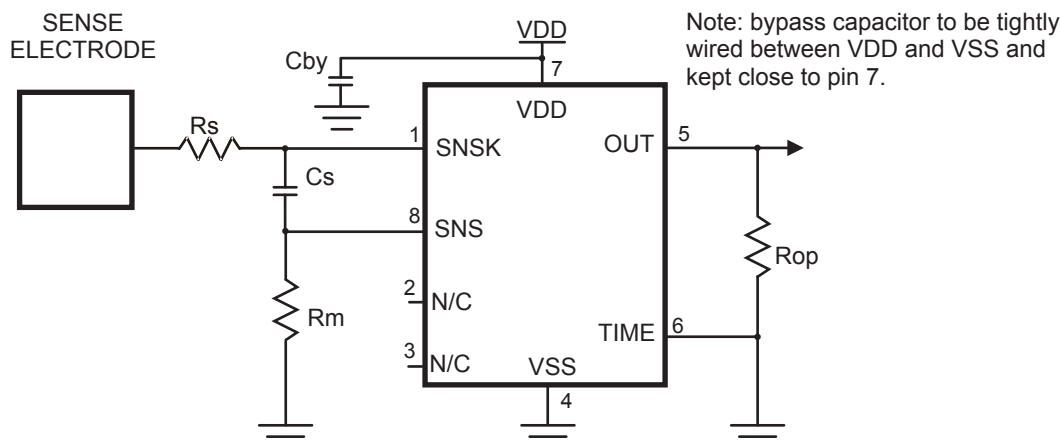 SENSE
ELECTRODE
VDD
Note: bypass capacitor to be tightly
wired between VDD and VSS and
kept close to pin 7.
Cby
7
VDD
Rs
1
SNSK
OUT
5
Cs
8
SNS
Rop
2
N/C
Rm
TIME
6
3
N/C
VSS
4